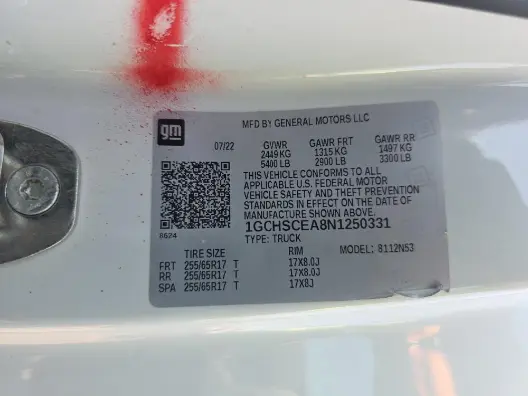 MFD BY GENERAL MOTORS LLC
gm
07/22 GVWR GAWR FRT GAWR RR
2449KG 1315 KG 1497 KG
5400 LB 2900 LB 3300 LB
THIS VEHICLE CONFORMS TO ALL
APPLICABLE U.S. FEDERAL MOTOR
VEHICLE SAFETY AND THEFT PREVENTION
STANDARDS IN EFFECT ON THE DATE OF
MANUFACTURE SHOWN ABOVE.
1GCHSCEA8N1250331
8624 TYPE: TRUCK
MODEL: 8112N53
TIRE SIZE RIM
FRT 255/65R17 T 17X8.0J
RR 255/65R17 T 17X8.0J
SPA 255/65R17 T 17X8J